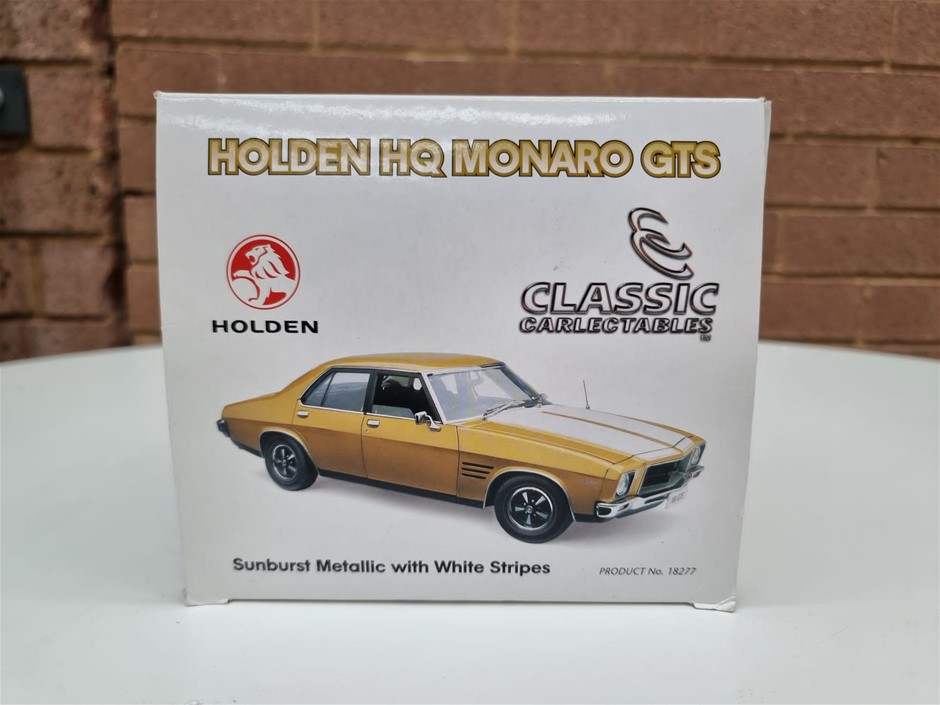 HOLDEN HQ MONARO GTS
HOLDEN
CLASSIC
CARLECTABLES
Sunburst Metallic with White Stripes
PRODUCT No. 18277